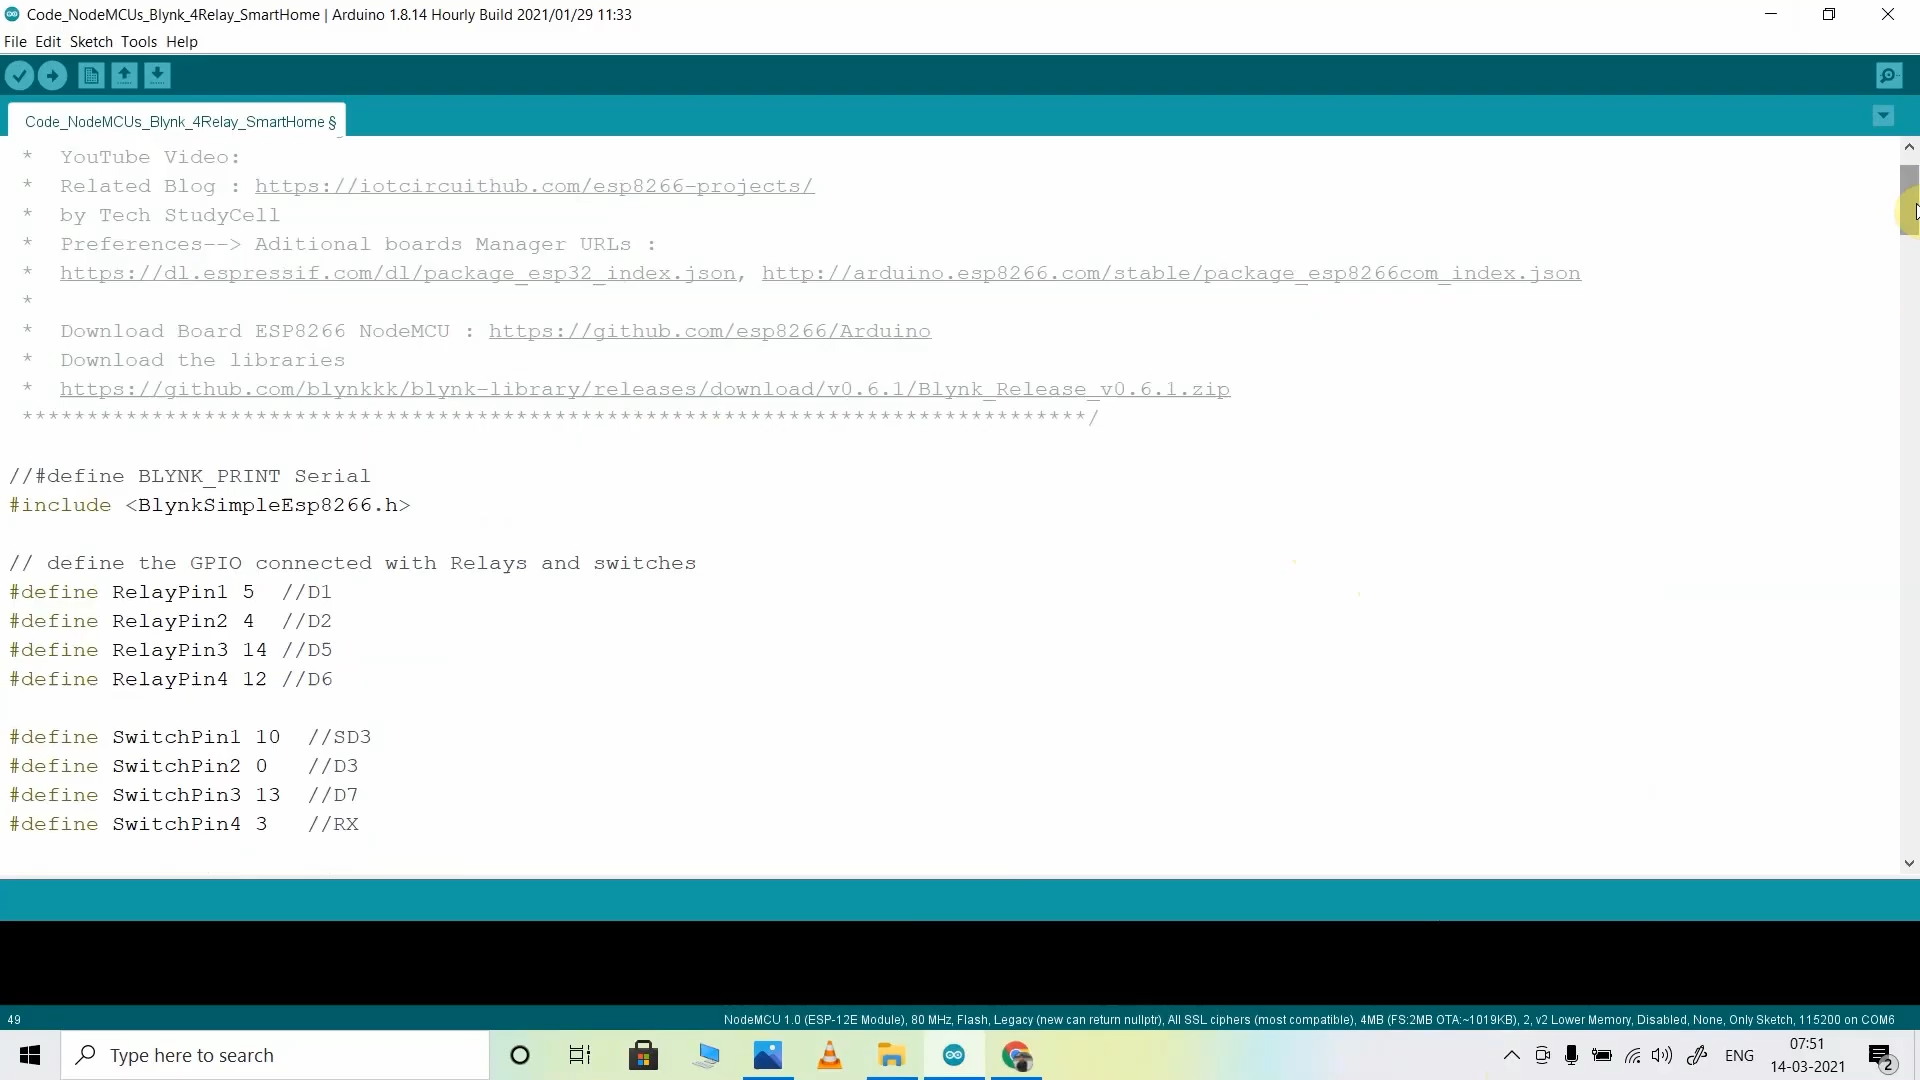 Code_NodeMCUs_Blynk_4Relay_SmartHome | Arduino 1.8.14 Hourly Build 2021/01/29 11:33
File Edit Sketch Tools Help
Code_NodeMCUs_Blynk_4Relay_SmartHome §
* YouTube Video:
* Related Blog : https://iotcircuithub.com/esp8266-projects/
* by Tech StudyCell
* Preferences--> Aditional boards Manager URLs :
* https://dl.espressif.com/dl/package_esp32_index.json, http://arduino.esp8266.com/stable/package_esp8266com_index.json
*
* Download Board ESP8266 NodeMCU : https://github.com/esp8266/Arduino
* Download the libraries
* https://github.com/blynkkk/blynk-library/releases/download/v0.6.1/Blynk_Release_v0.6.1.zip
**********************************************************************************/
//#define BLYNK_PRINT Serial
#include <BlynkSimpleEsp8266.h>
// define the GPIO connected with Relays and switches
#define RelayPin1 5 //D1
#define RelayPin2 4 //D2
#define RelayPin3 14 //D5
#define RelayPin4 12 //D6
#define SwitchPin1 10 //SD3
#define SwitchPin2 0 //D3
#define SwitchPin3 13 //D7
#define SwitchPin4 3 //RX
49 NodeMCU 1.0 (ESP-12E Module), 80 MHz, Flash, Legacy (new can return nullptr), All SSL ciphers (most compatible), 4MB (FS:2MB OTA:~1019KB), 2, v2 Lower Memory, Disabled, None, Only Sketch, 115200 on COM6
Type here to search
ENG
07:51
14-03-2021
2